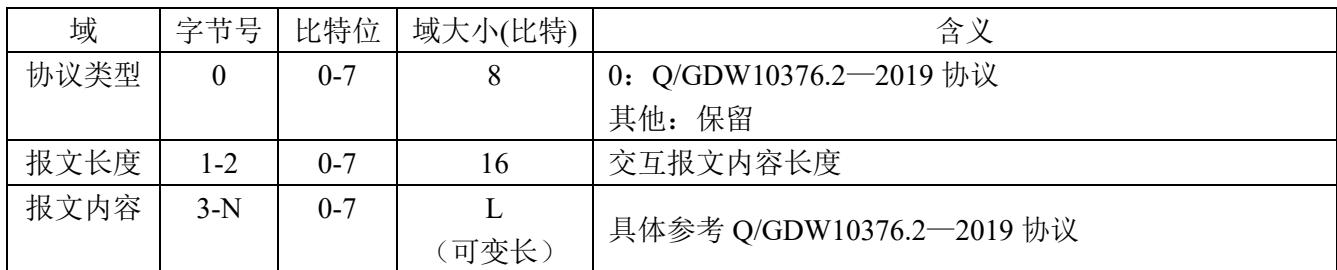 域 字节号 比特位 域大小(比特) 含义
协议类型 0 0-7 8 0：Q/GDW10376.2—2019 协议
其他：保留
报文长度 1-2 0-7 16 交互报文内容长度
报文内容 3-N 0-7 L
（可变长）
具体参考 Q/GDW10376.2—2019 协议